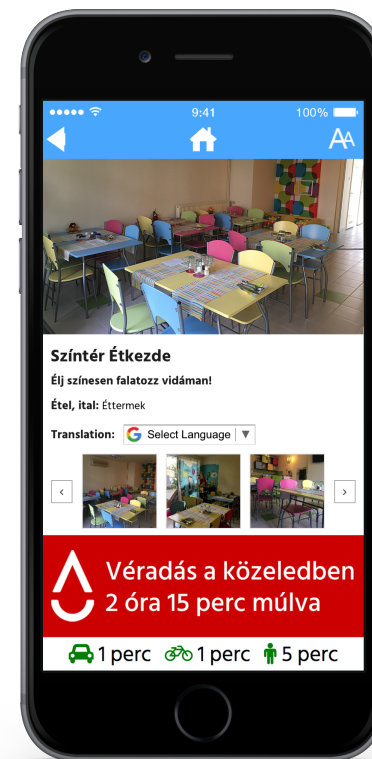 9:41
100%
AA
Színtér Étkezde
Élj színesen falatozz vidáman!
Étel, ital: Éttermek
Translation: G Select Language ▼
Véradás a közeledben
2 óra 15 perc múlva
1 perc 1 perc 5 perc